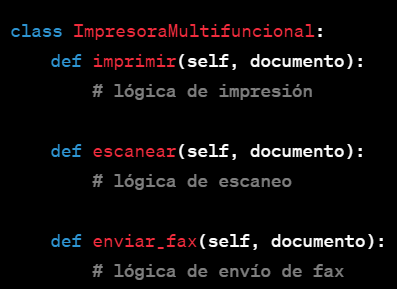 class ImpresoraMultifuncional:
    def imprimir(self, documento):
        # lógica de impresión

    def escanear(self, documento):
        # lógica de escaneo

    def enviar_fax(self, documento):
        # lógica de envío de fax